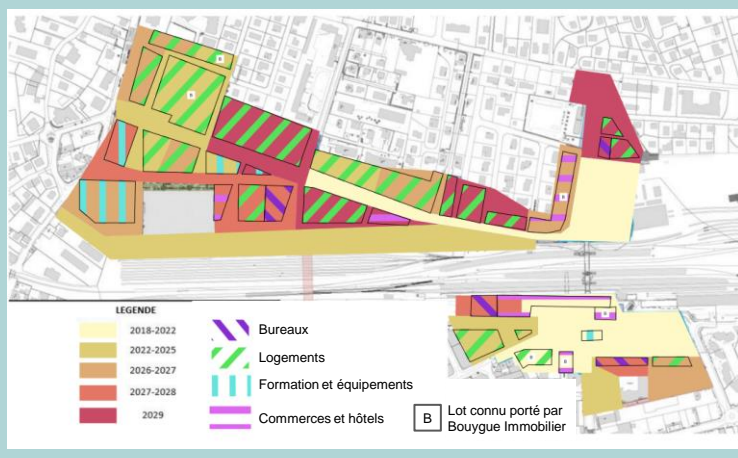 LEGENDE
2018-2022
2022-2025
2026-2027
2027-2028
2029
Bureaux
Logements
Formation et équipements
Commerces et hôtels
B
Lot connu porté par
Bouygue Immobilier